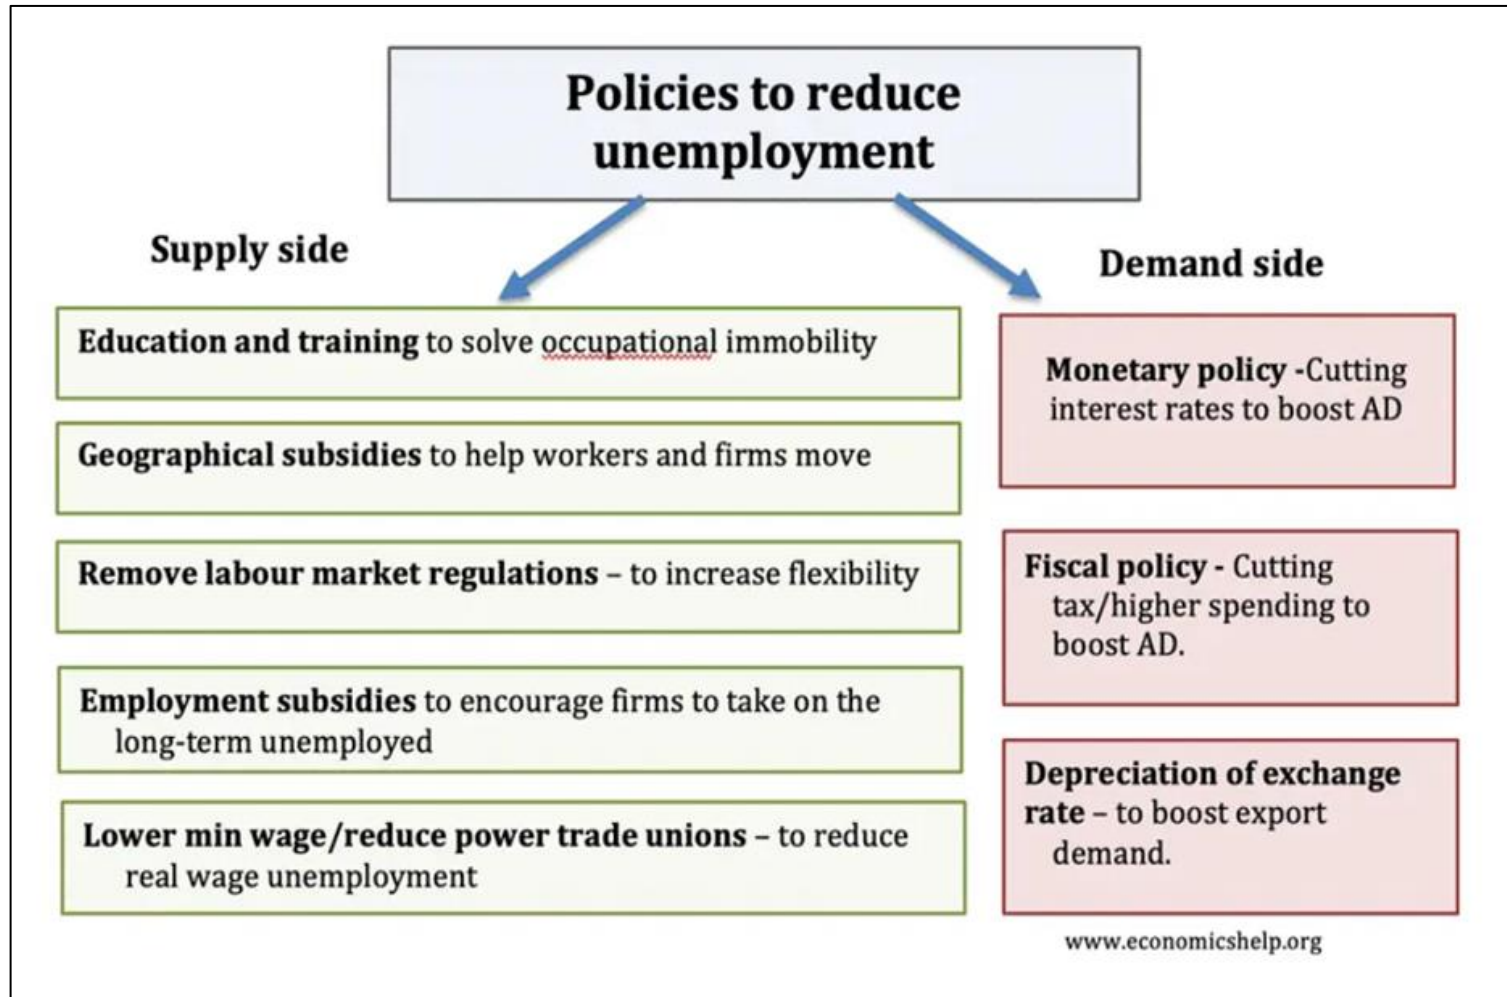 Policies to reduce
unemployment
Supply side
Education and training to solve occupational immobility
Geographical subsidies to help workers and firms move
Remove labour market regulations – to increase flexibility
Employment subsidies to encourage firms to take on the
long-term unemployed
Lower min wage/reduce power trade unions – to reduce
real wage unemployment
Demand side
Monetary policy -Cutting
interest rates to boost AD
Fiscal policy - Cutting
tax/higher spending to
boost AD.
Depreciation of exchange
rate – to boost export
demand.
www.economicshelp.org